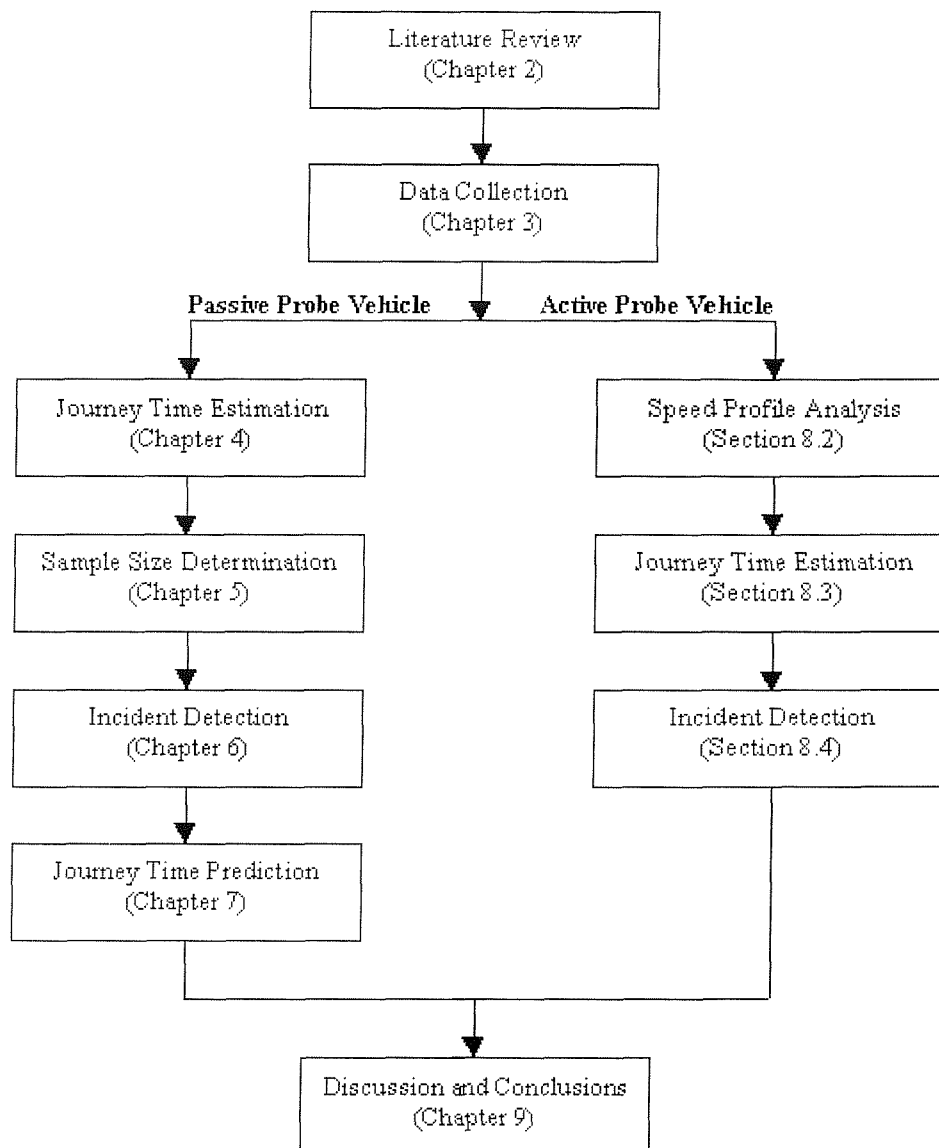 Literature Review
(Chapter 2)
Data Collection
(Chapter 3)
Passive Probe Vehicle
Active Probe Vehicle
Journey Time Estimation
(Chapter 4)
Speed Profile Analysis
(Section 8.2)
Sample Size Determination
(Chapter 5)
Journey Time Estimation
(Section 8.3)
Incident Detection
(Chapter 6)
Incident Detection
(Section 8.4)
Journey Time Prediction
(Chapter 7)
Discussion and Conclusions
(Chapter 9)